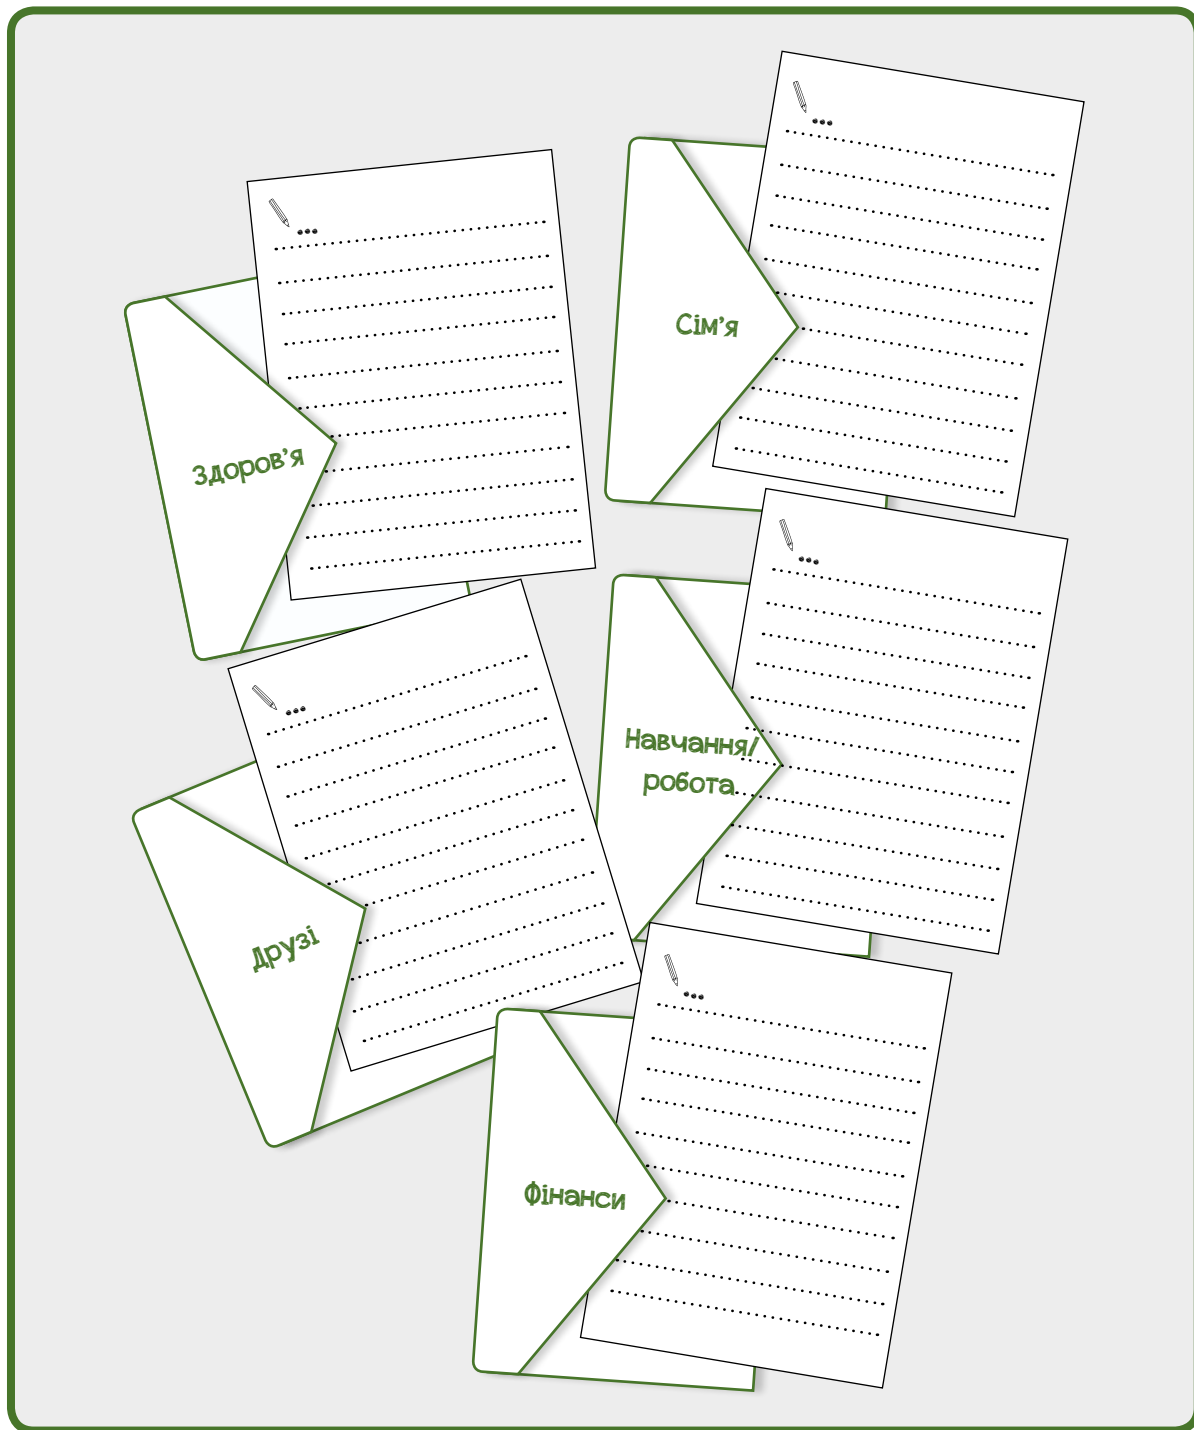 Сім’я
Здоров’я
Навчання/
робота
Друзі
Фінанси